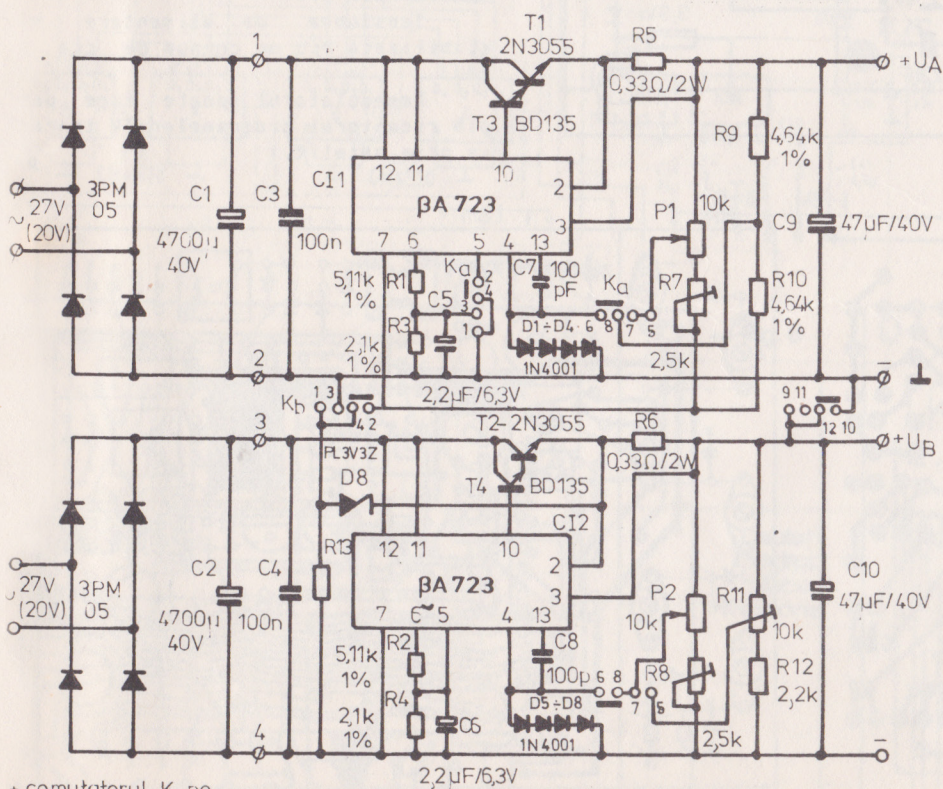 T1
2N3055
R5
0,33Ω/2W
+UA
T3
BD135
1
12 11 10
CI1
βA 723
2
3
7 6 5 4 13
3PM
05
27V
(20V)
~
C1
4700µ
40V
C3
100n
R1
5,11k
1%
C5
R3
2,1k
1%
2,2µF/6,3V
Ka
2
4
3
1
C7
100
pF
Ka
6
8
7 5
D1÷D4
1N4001
P1
10k
R7
2,5k
R9
4,64k
1%
R10
4,64k
1%
C9
47µF/40V
–
2
Kb
1 3
4 2
9 11
12 10
3
PL3V3Z
D8
R13
T2-2N3055
T4
BD135
R6
0,33Ω/2W
+UB
12 11 10
CI2
βA 723
2
3
7 6 5 4 13
27V
(20V)
3PM
05
C2
4700µ
40V
C4
100n
R2
5,11k
1%
R4
2,1k
1%
C6
2,2µF/6,3V
C8
100p
6 8
7 5
D5÷D8
1N4001
P2
10k
R8
2,5k
R11
10k
R12
2,2k
C10
47µF/40V
–
4
comutatorul K